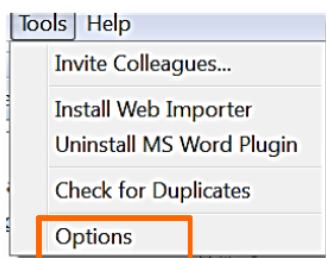 Tools Help
Invite Colleagues...
Install Web Importer
Uninstall MS Word Plugin
Check for Duplicates
Options